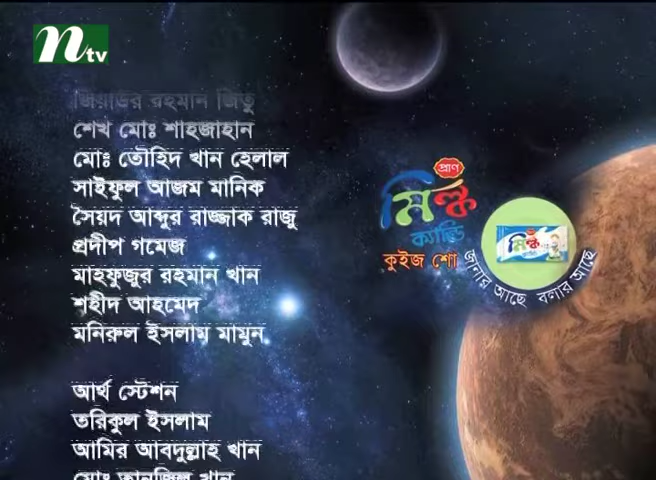 ntv
জিয়াউর রহমান জিতু
শেখ মোঃ শাহজাহান
মোঃ তৌহিদ খান হেলাল
সাইফুল আজম মানিক
সৈয়দ আব্দুর রাজ্জাক রাজু
প্রদীপ গমেজ
মাহফুজুর রহমান খান
শহীদ আহমেদ
মনিরুল ইসলাম মামুন
আর্থ স্টেশন
তরিকুল ইসলাম
আমির আবদুল্লাহ খান
মোঃ তানজিল খান
প্রাণ
মিল্ক
ক্যান্ডি
কুইজ শো
মিল্ক
জানার আছে বলার আছে